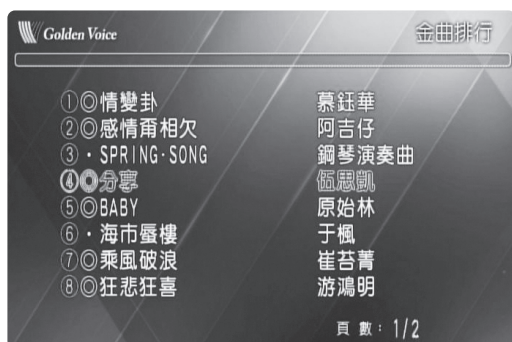 Golden Voice 金曲排行
①◎情變卦 慕鈺華
②◎感情甭相欠 阿吉仔
③・SPRING・SONG 鋼琴演奏曲
④◎分享 伍思凱
⑤◎BABY 原始林
⑥・海市蜃樓 于楓
⑦◎乘風破浪 崔苔菁
⑧◎狂悲狂喜 游鴻明
頁 數： 1/2